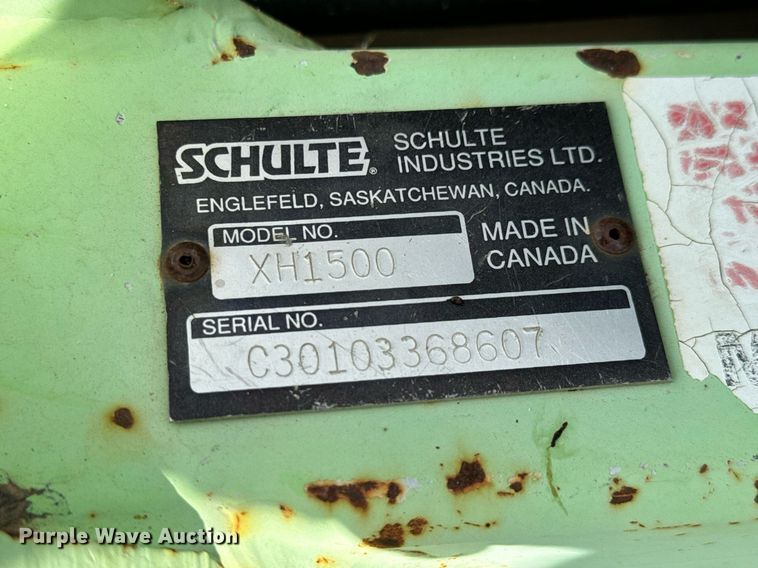 SCHULTE®
SCHULTE
INDUSTRIES LTD.
ENGLEFELD, SASKATCHEWAN, CANADA.
MODEL NO.
XH1500
MADE IN
CANADA
SERIAL NO.
C30103368607
Purple Wave Auction